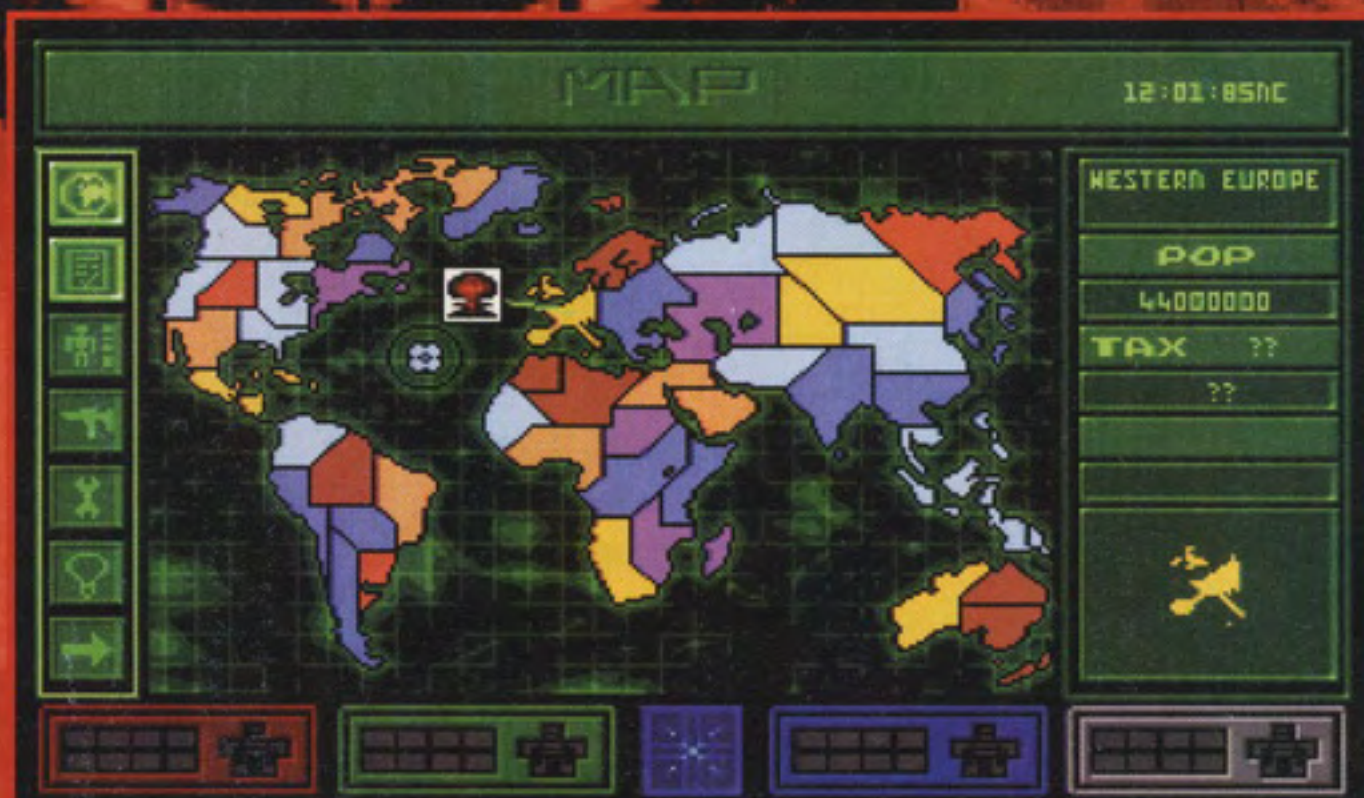 MAP
12:01:85NC
WESTERN EUROPE
POP
44000000
TAX ??
??